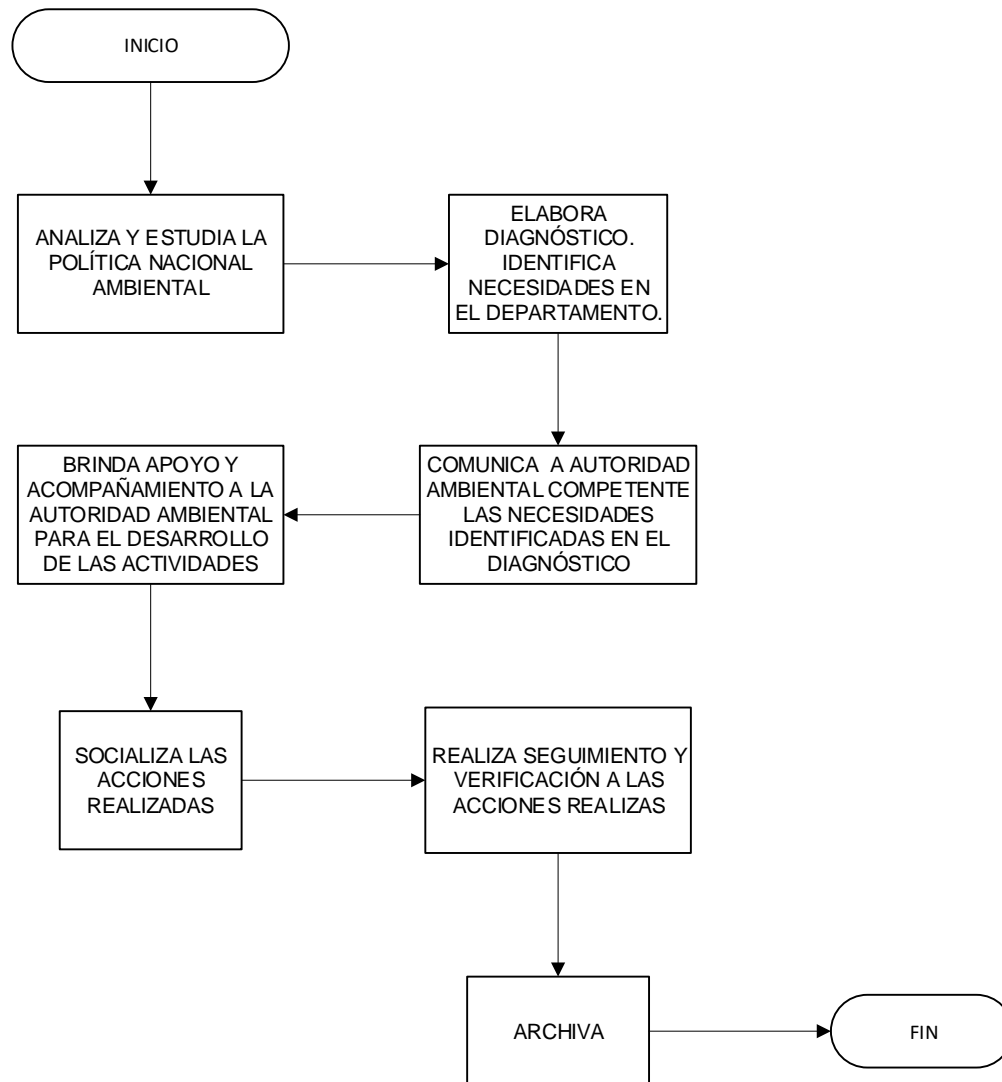 INICIO
ANALIZA Y ESTUDIA LA
POLÍTICA NACIONAL
AMBIENTAL
ELABORA
DIAGNÓSTICO.
IDENTIFICA
NECESIDADES EN
EL DEPARTAMENTO.
COMUNICA A AUTORIDAD
AMBIENTAL COMPETENTE
LAS NECESIDADES
IDENTIFICADAS EN EL
DIAGNÓSTICO
BRINDA APOYO Y
ACOMPAÑAMIENTO A LA
AUTORIDAD AMBIENTAL
PARA EL DESARROLLO
DE LAS ACTIVIDADES
SOCIALIZA LAS
ACCIONES
REALIZADAS
REALIZA SEGUIMIENTO Y
VERIFICACIÓN A LAS
ACCIONES REALIZAS
ARCHIVA
FIN